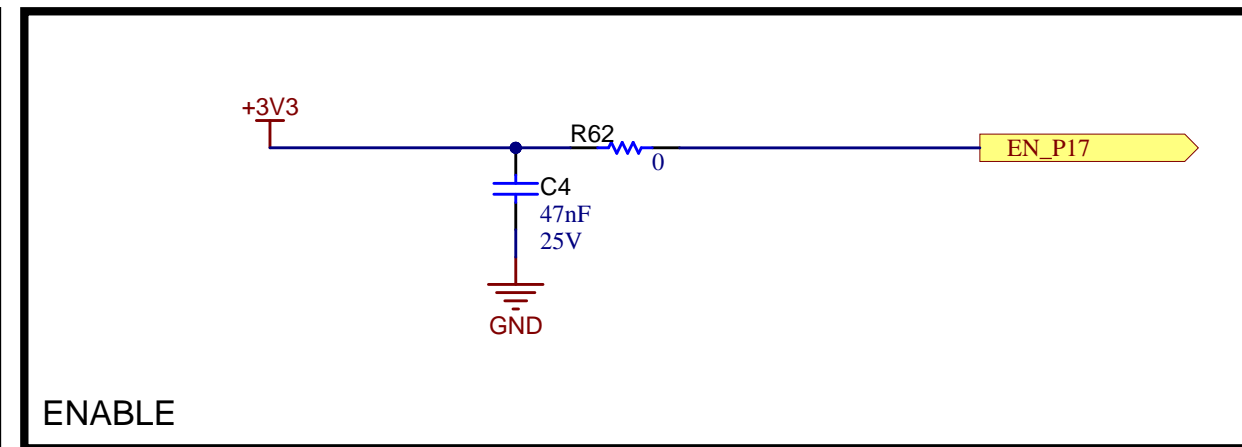 +3V3
R62
0
EN_P17
C4
47nF
25V
GND
ENABLE